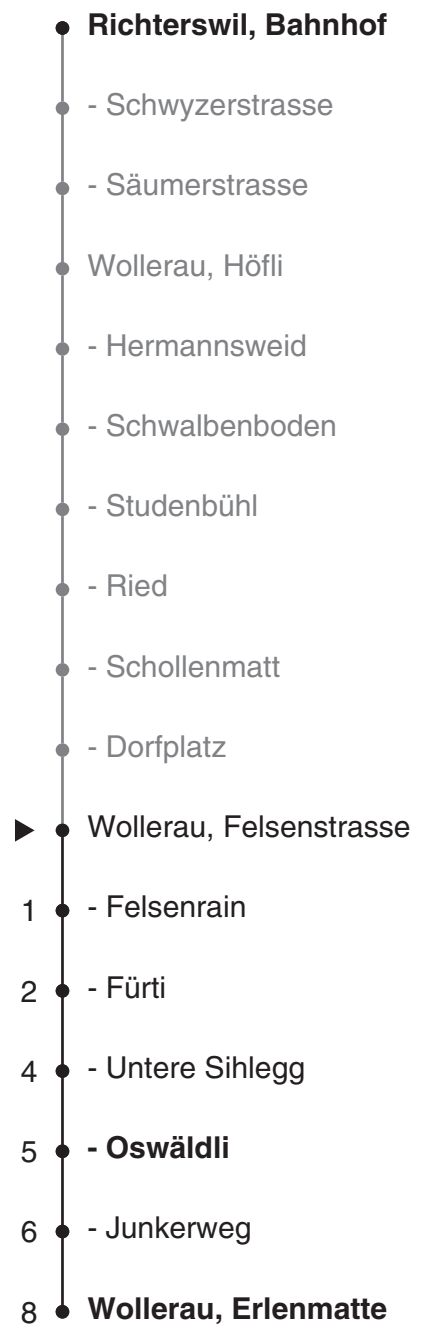 Richterswil, Bahnhof
- Schwyzerstrasse
- Säumerstrasse
Wollerau, Höfli
- Hermannsweid
- Schwalbenboden
- Studenbühl
- Ried
- Schollenmatt
- Dorfplatz
Wollerau, Felsenstrasse
1 - Felsenrain
2 - Fürti
4 - Untere Sihlegg
5 - Oswäldli
6 - Junkerweg
8 Wollerau, Erlenmatte